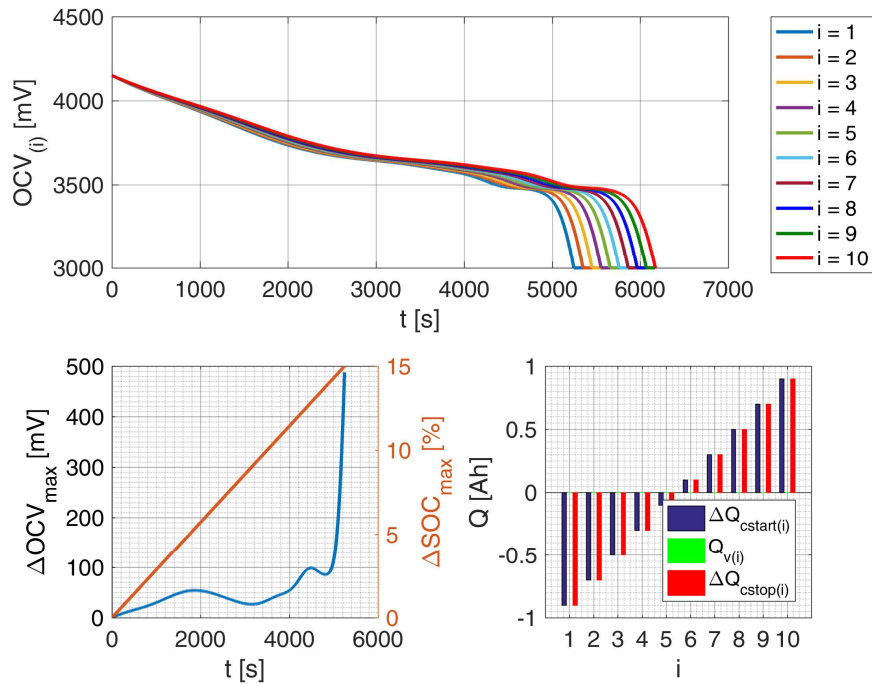 4500
4000
3500
3000
OCV(i) [mV]
0 1000 2000 3000 4000 5000 6000 7000
t [s]
i = 1
i = 2
i = 3
i = 4
i = 5
i = 6
i = 7
i = 8
i = 9
i = 10
500
400
300
200
100
0
ΔOCVmax [mV]
15
10
5
0
ΔSOCmax [%]
0 2000 4000 6000
t [s]
1
0.5
0
-0.5
-1
Q [Ah]
ΔQcstart(i)
Qv(i)
ΔQcstop(i)
1 2 3 4 5 6 7 8 9 10
i